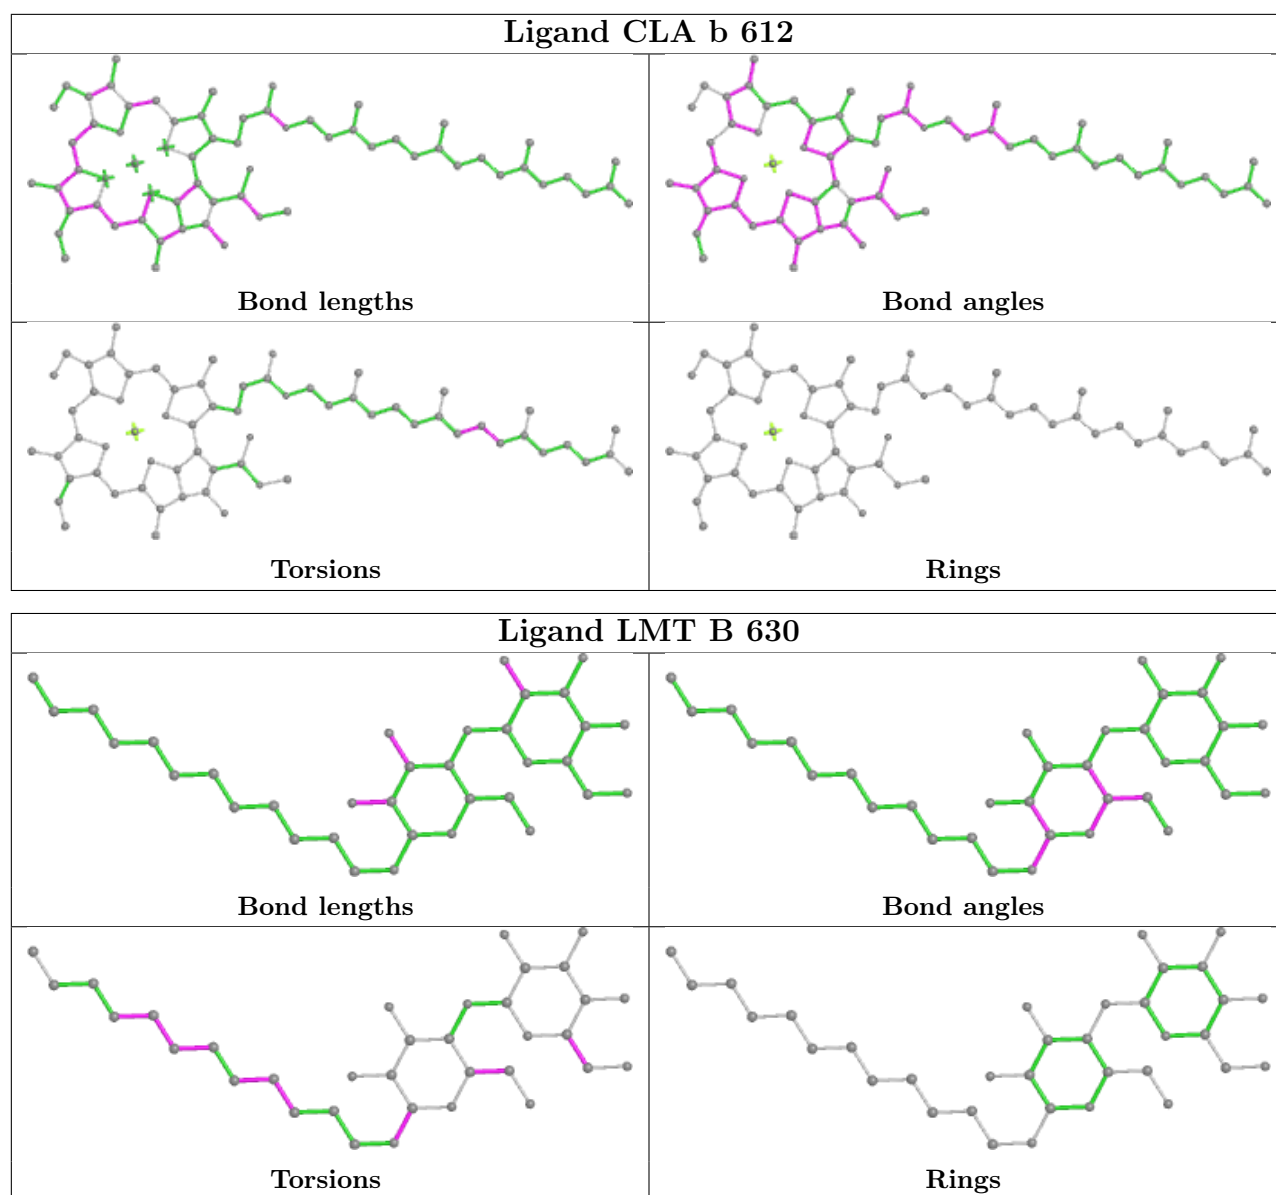 Ligand CLA b 612
Bond lengths
Bond angles
Torsions
Rings
Ligand LMT B 630
Bond lengths
Bond angles
Torsions
Rings